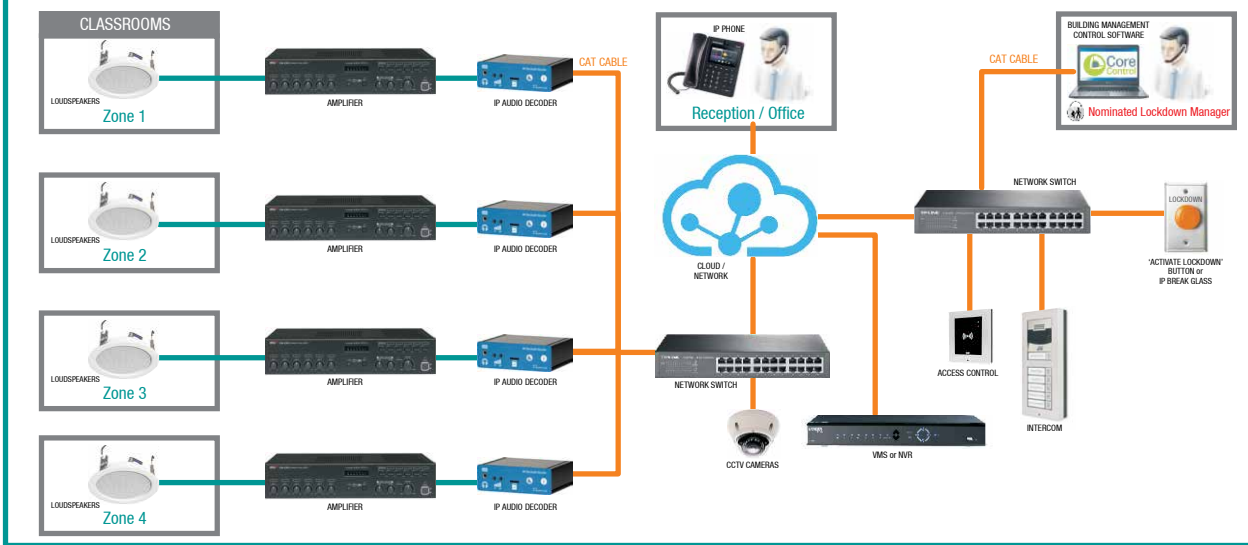 CLASSROOMS
LOUDSPEAKERS
Zone 1
AMPLIFIER
IP AUDIO DECODER
CAT CABLE
LOUDSPEAKERS
Zone 2
AMPLIFIER
IP AUDIO DECODER
LOUDSPEAKERS
Zone 3
AMPLIFIER
IP AUDIO DECODER
LOUDSPEAKERS
Zone 4
AMPLIFIER
IP AUDIO DECODER
IP PHONE
Reception / Office
CLOUD /
NETWORK
NETWORK SWITCH
CCTV CAMERAS
VMS or NVR
CAT CABLE
BUILDING MANAGEMENT
CONTROL SOFTWARE
Core
Control
Nominated Lockdown Manager
NETWORK SWITCH
LOCKDOWN
'ACTIVATE LOCKDOWN'
BUTTON or
IP BREAK GLASS
ACCESS CONTROL
INTERCOM